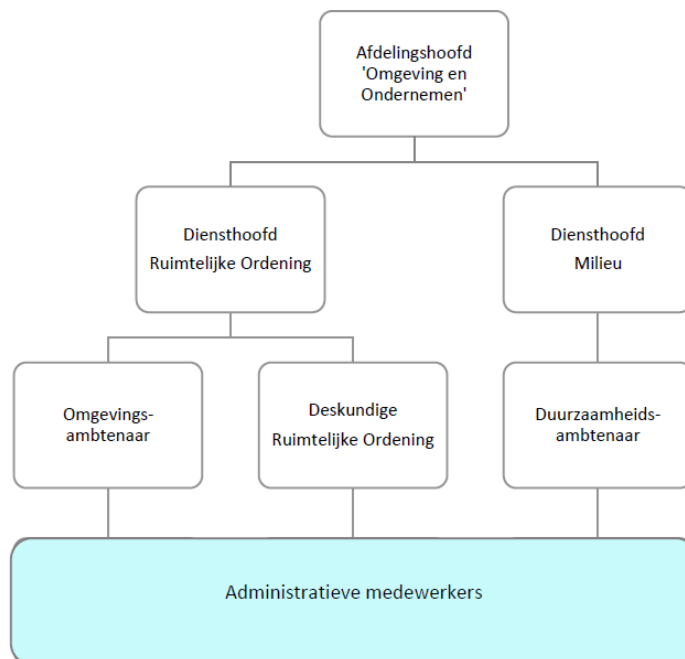 Afdelingshoofd
'Omgeving en
Ondernemen'
Diensthoofd
Ruimtelijke Ordening
Diensthoofd
Milieu
Omgevings-
ambtenaar
Deskundige
Ruimtelijke Ordening
Duurzaamheids-
ambtenaar
Administratieve medewerkers